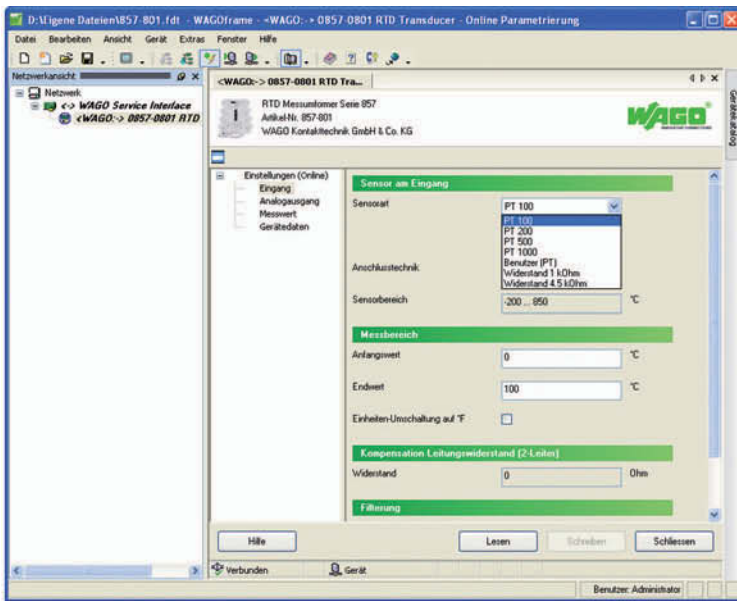 D:\Eigene Dateien\857-801.fdt - WAGOframe - <WAGO:-> 0857-0801 RTD Transducer - Online Parametrierung
Datei Bearbeiten Ansicht Gerät Extras Fenster Hilfe
Netzwerkansicht
Netzwerk
<-> WAGO Service Interface
<WAGO:-> 0857-0801 RTD
<WAGO:-> 0857-0801 RTD Tra...
RTD Messumformer Serie 857
Artikel-Nr. 857-801
WAGO Kontakttechnik GmbH & Co. KG
WAGO
Gerätekatalog
Einstellungen (Online)
Eingang
Analogausgang
Messwert
Gerätedaten
Sensor am Eingang
Sensorart
PT 100
PT 100
PT 200
PT 500
PT 1000
Benutzer (PT)
Widerstand 1 kOhm
Widerstand 4.5 kOhm
Anschlusstechnik
Sensorbereich -200 ... 850 °C
Messbereich
Anfangswert 0 °C
Endwert 100 °C
Einheiten-Umschaltung auf °F
Kompensation Leitungswiderstand (2-Leiter)
Widerstand 0 Ohm
Filterung
Hilfe Lesen Schreiben Schliessen
Verbunden Gerät
Benutzer: Administrator